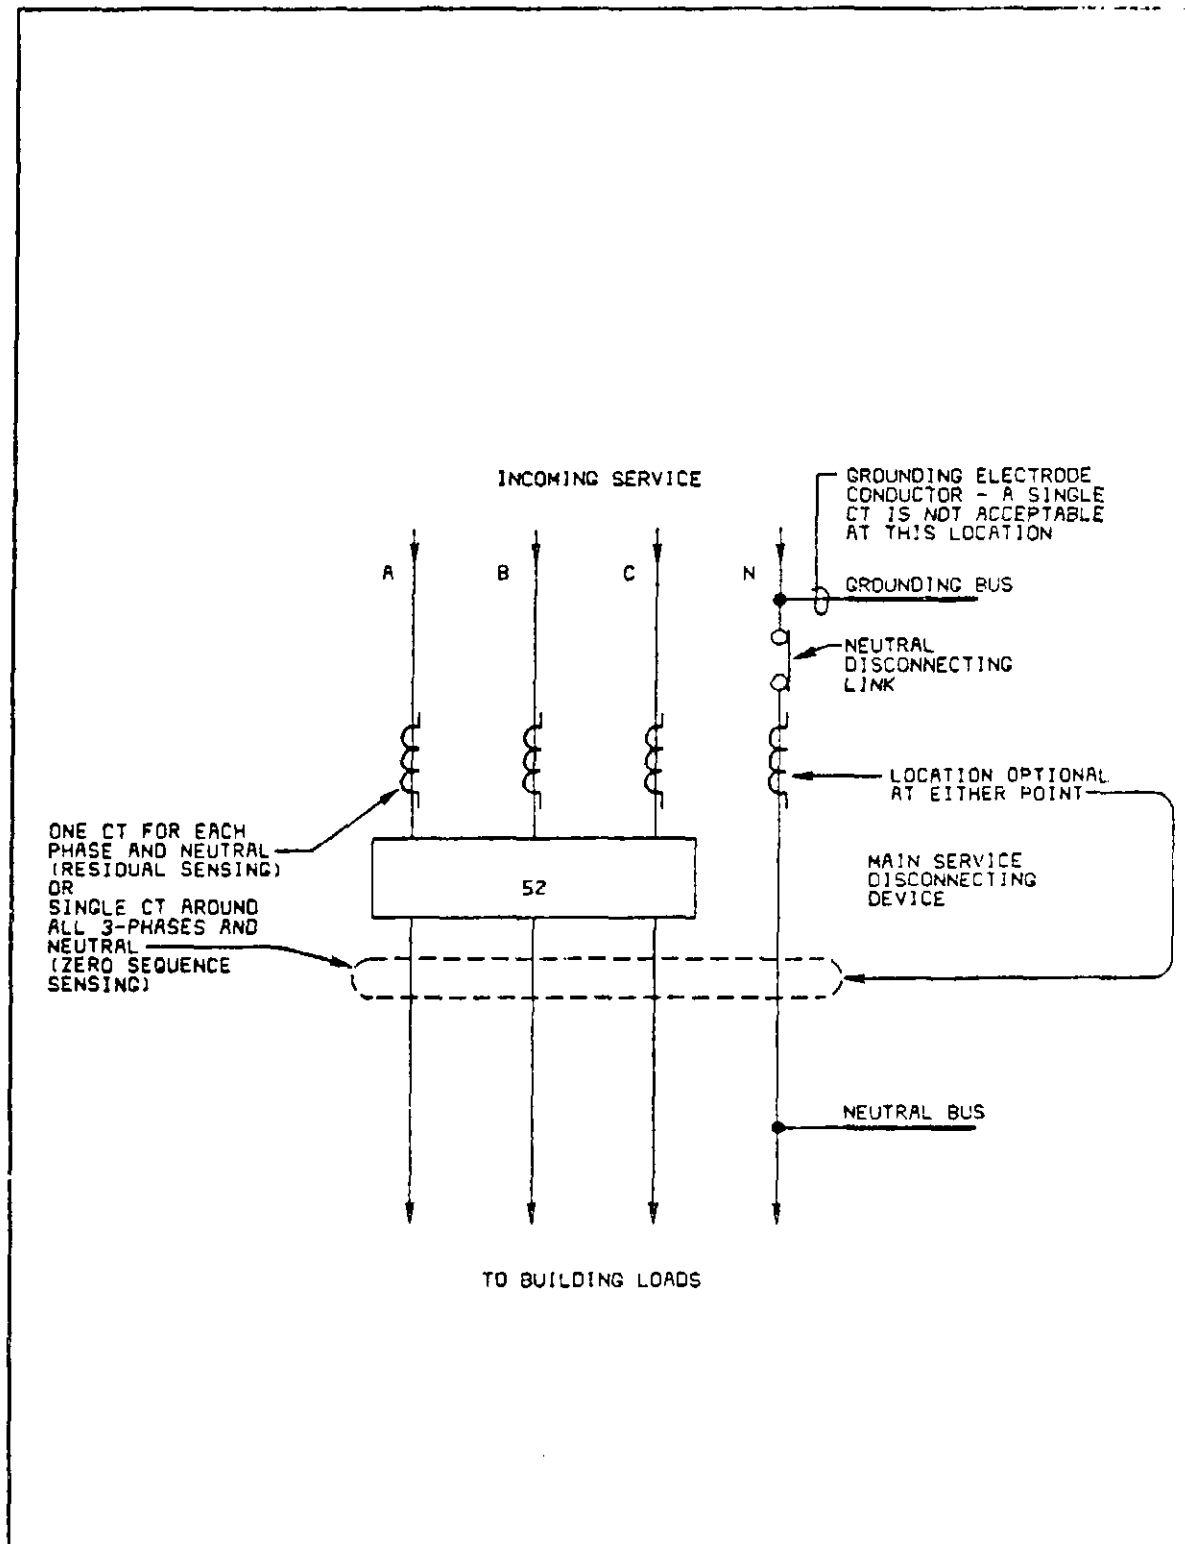 INCOMING SERVICE
GROUNDING ELECTRODE
CONDUCTOR - A SINGLE
CT IS NOT ACCEPTABLE
AT THIS LOCATION
A
B
C
N
GROUNDING BUS
NEUTRAL
DISCONNECTING
LINK
LOCATION OPTIONAL
AT EITHER POINT
ONE CT FOR EACH
PHASE AND NEUTRAL
(RESIDUAL SENSING)
OR
SINGLE CT AROUND
ALL 3-PHASES AND
NEUTRAL
(ZERO SEQUENCE
SENSING)
52
MAIN SERVICE
DISCONNECTING
DEVICE
NEUTRAL BUS
TO BUILDING LOADS